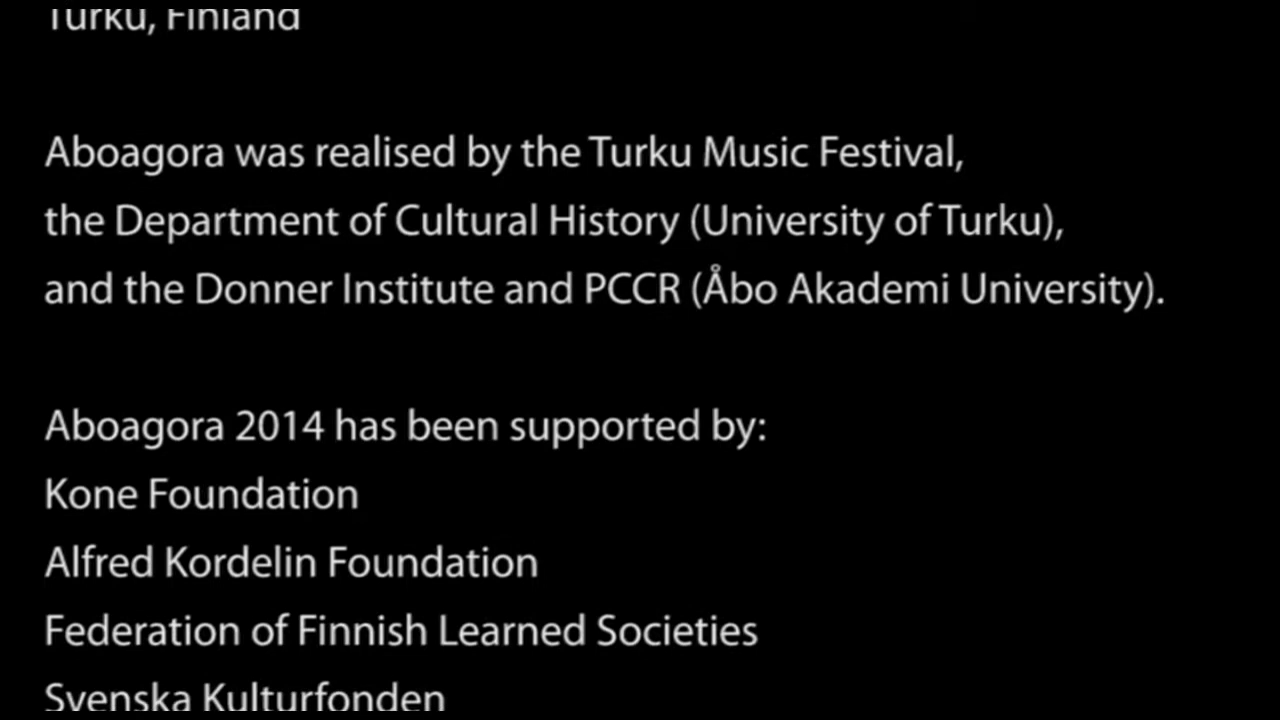 Turku, Finland
Aboagora was realised by the Turku Music Festival,
the Department of Cultural History (University of Turku),
and the Donner Institute and PCCR (Åbo Akademi University).
Aboagora 2014 has been supported by:
Kone Foundation
Alfred Kordelin Foundation
Federation of Finnish Learned Societies
Svenska Kulturfonden